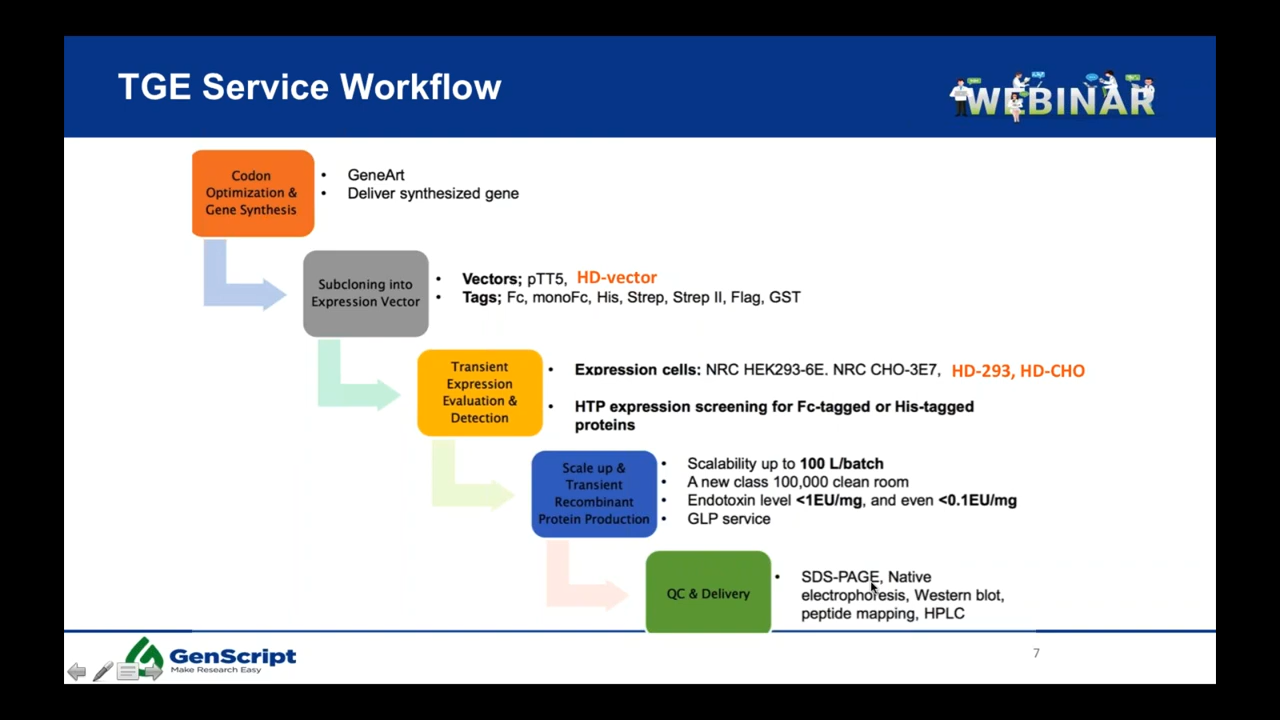 TGE Service Workflow
WEBINAR
Codon
Optimization &
Gene Synthesis
• GeneArt
• Deliver synthesized gene
Subcloning into
Expression Vector
• Vectors; pTT5, HD-vector
• Tags; Fc, monoFc, His, Strep, Strep II, Flag, GST
Transient
Expression
Evaluation &
Detection
• Expression cells: NRC HEK293-6E. NRC CHO-3E7, HD-293, HD-CHO
• HTP expression screening for Fc-tagged or His-tagged
proteins
Scale up &
Transient
Recombinant
Protein Production
• Scalability up to 100 L/batch
• A new class 100,000 clean room
• Endotoxin level <1EU/mg, and even <0.1EU/mg
• GLP service
QC & Delivery
• SDS-PAGE, Native
electrophoresis, Western blot,
peptide mapping, HPLC
GenScript
Make Research Easy
7